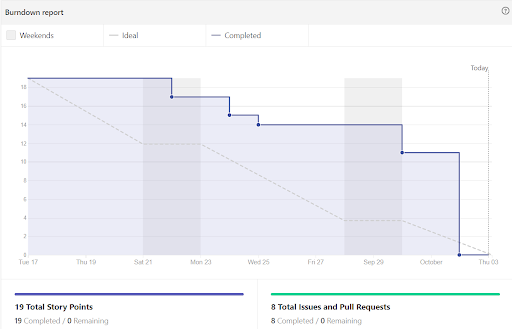 Burndown report
Weekends
Ideal
Completed
Today
18
16
14
12
10
8
6
4
2
0
Tue 17
Thu 19
Sat 21
Mon 23
Wed 25
Fri 27
Sep 29
October
Thu 03
19 Total Story Points
19 Completed / 0 Remaining
8 Total Issues and Pull Requests
8 Completed / 0 Remaining